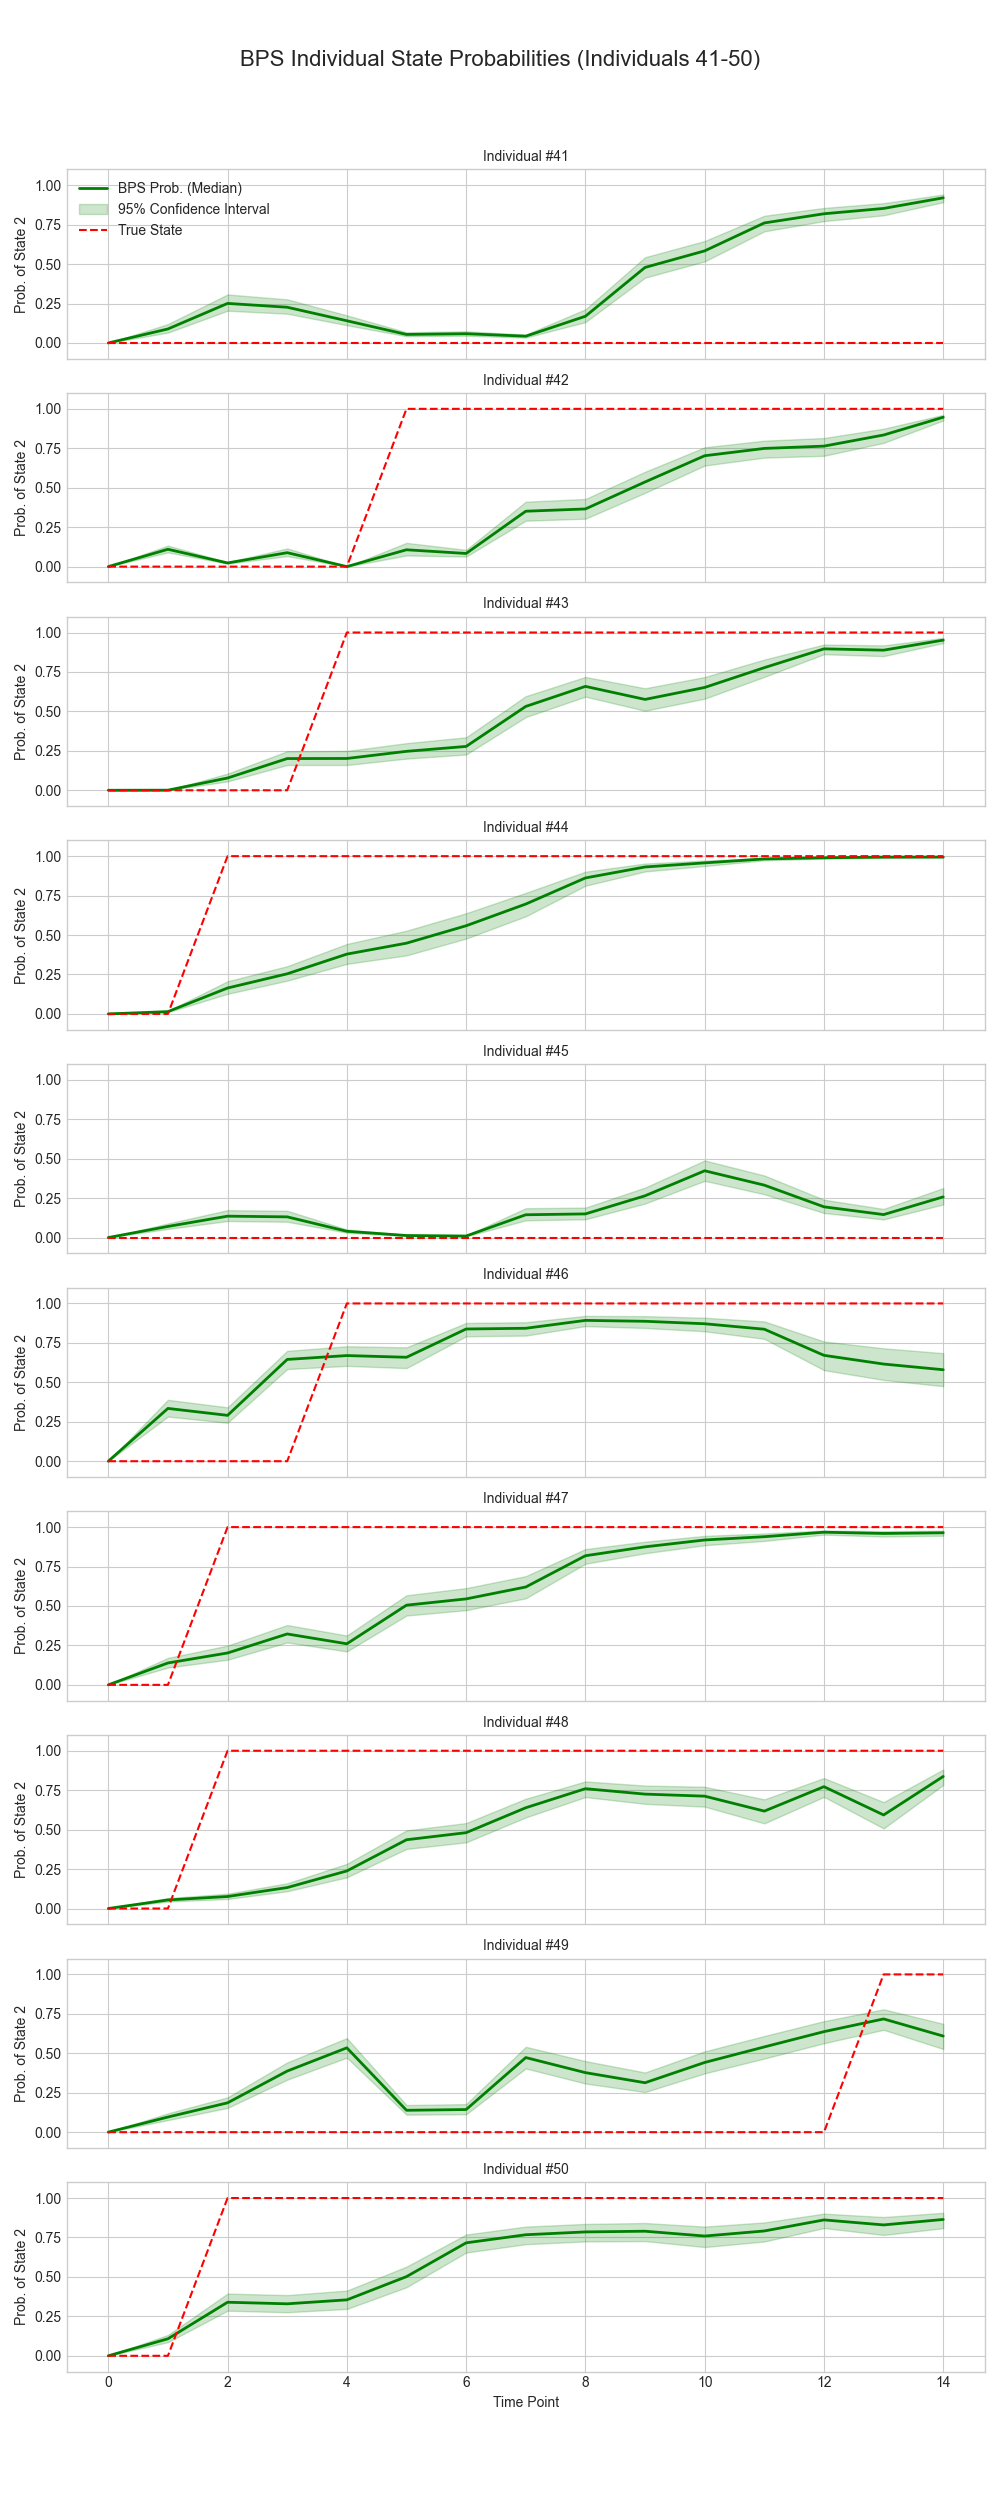 BPS Individual State Probabilities (Individuals 41-50)
Individual #41
1.00
0.75
0.50
0.25
0.00
Prob. of State 2
BPS Prob. (Median)
95% Confidence Interval
True State
Individual #42
1.00
0.75
0.50
0.25
0.00
Prob. of State 2
Individual #43
1.00
0.75
0.50
0.25
0.00
Prob. of State 2
Individual #44
1.00
0.75
0.50
0.25
0.00
Prob. of State 2
Individual #45
1.00
0.75
0.50
0.25
0.00
Prob. of State 2
Individual #46
1.00
0.75
0.50
0.25
0.00
Prob. of State 2
Individual #47
1.00
0.75
0.50
0.25
0.00
Prob. of State 2
Individual #48
1.00
0.75
0.50
0.25
0.00
Prob. of State 2
Individual #49
1.00
0.75
0.50
0.25
0.00
Prob. of State 2
Individual #50
1.00
0.75
0.50
0.25
0.00
Prob. of State 2
0 2 4 6 8 10 12 14
Time Point